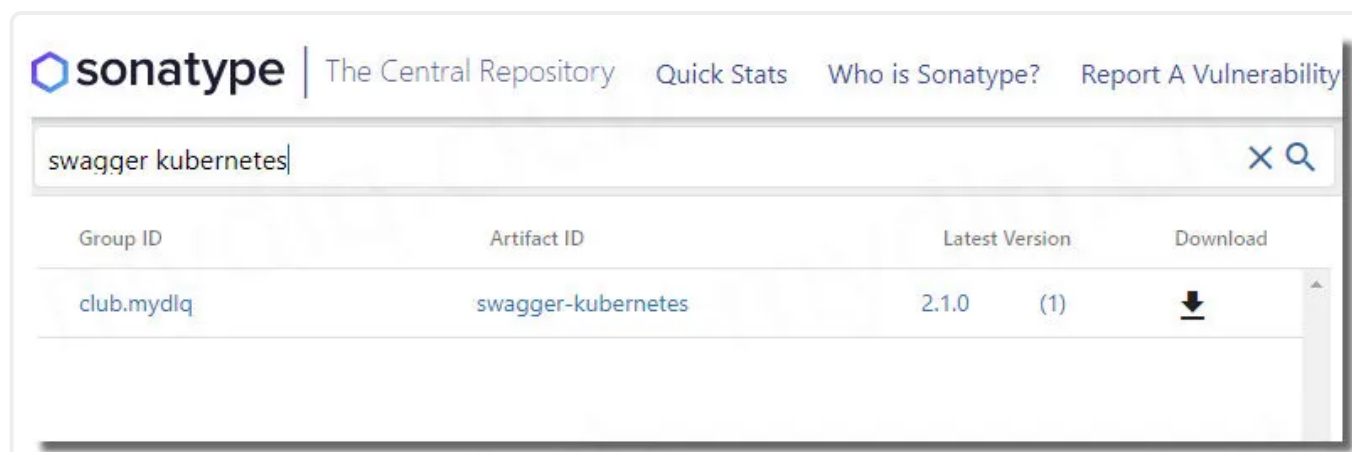 sonatype The Central Repository Quick Stats Who is Sonatype? Report A Vulnerability
swagger kubernetes
Group ID Artifact ID Latest Version Download
club.mydlq swagger-kubernetes 2.1.0 (1)